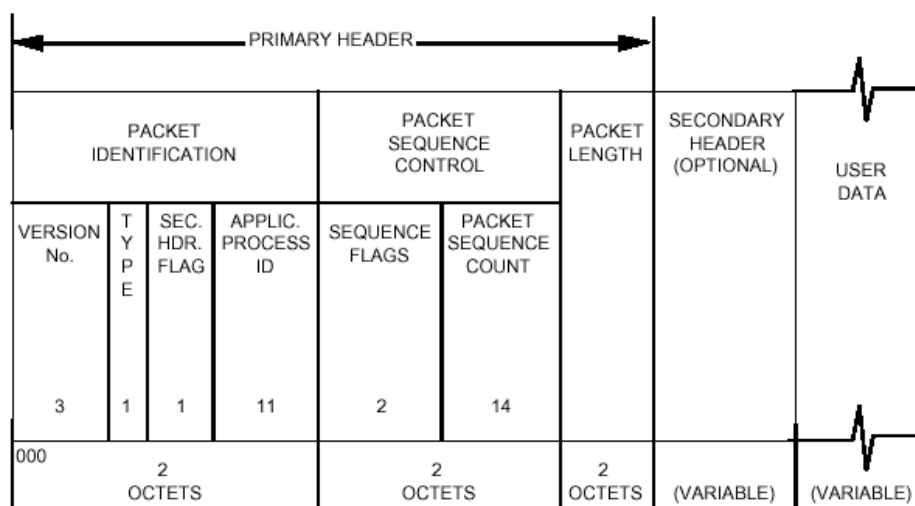 PRIMARY HEADER
PACKET
IDENTIFICATION
PACKET
SEQUENCE
CONTROL
PACKET
LENGTH
SECONDARY
HEADER
(OPTIONAL)
USER
DATA
VERSION
No.
T
Y
P
E
SEC.
HDR.
FLAG
APPLIC.
PROCESS
ID
SEQUENCE
FLAGS
PACKET
SEQUENCE
COUNT
3
1
1
11
2
14
000
2
OCTETS
2
OCTETS
2
OCTETS
(VARIABLE)
(VARIABLE)